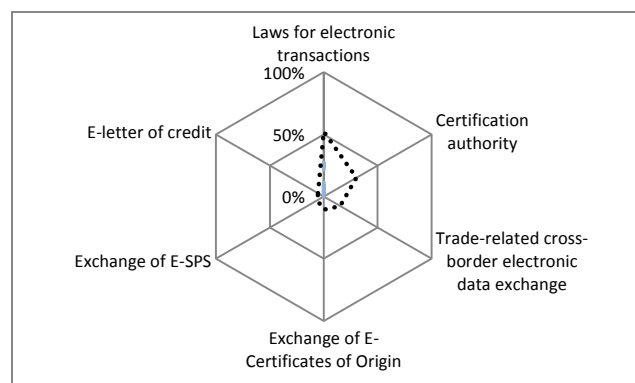 Laws for electronic
transactions
100%
Certification
authority
E-letter of credit
50%
0%
Trade-related cross-
border electronic
data exchange
Exchange of E-SPS
Exchange of E-
Certificates of Origin